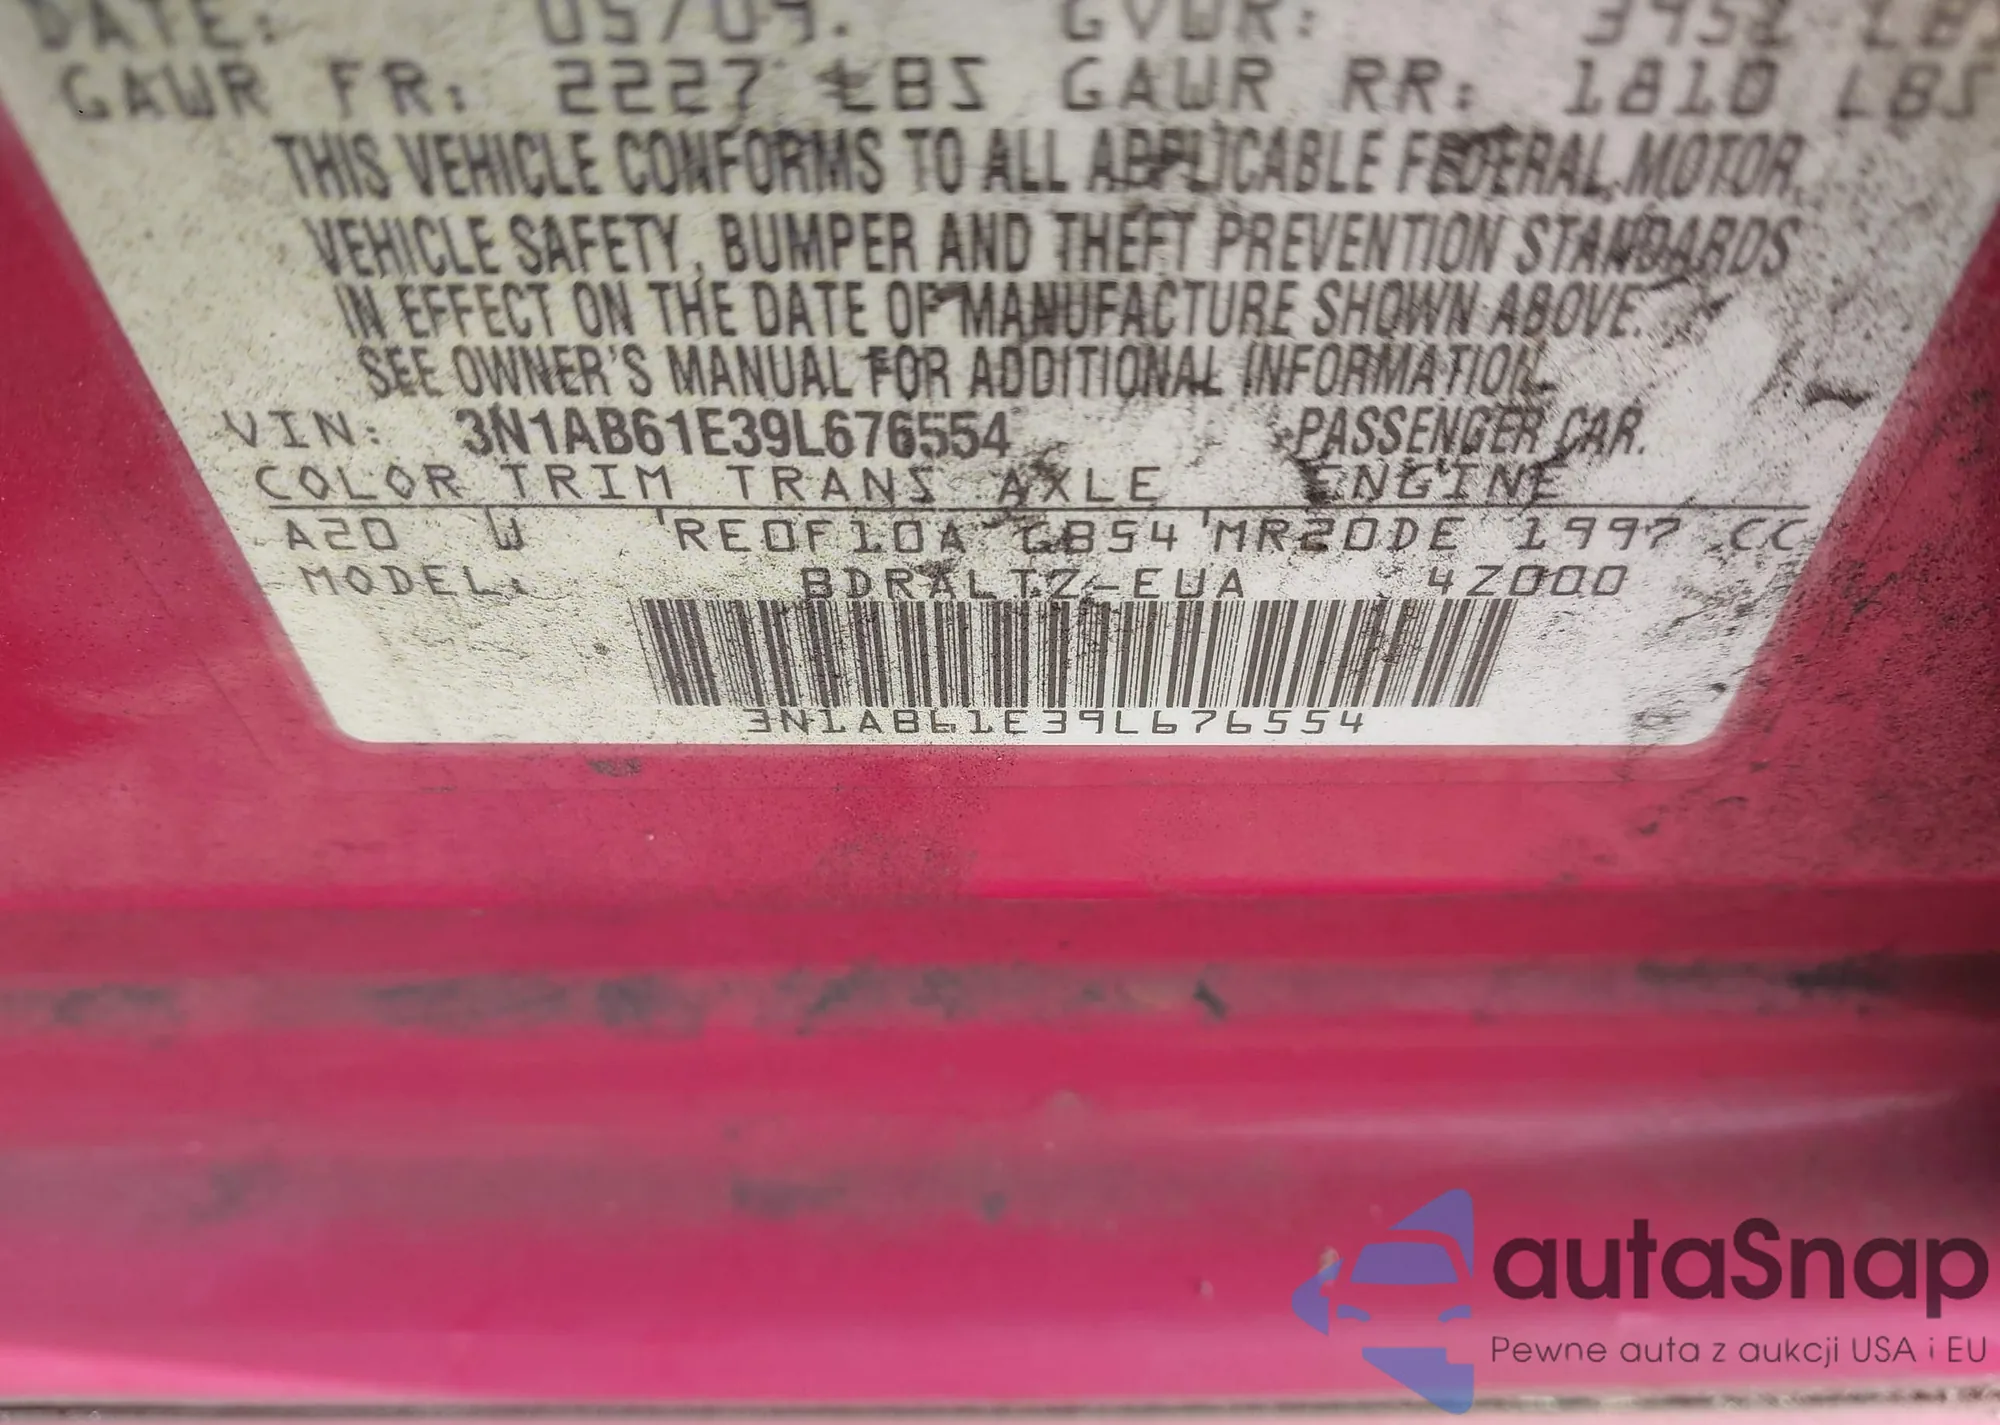 DATE: 05/09. GVWR: 3951 LBS
GAWR FR: 2227 LBS GAWR RR: 1810 LBS
THIS VEHICLE CONFORMS TO ALL APPLICABLE FEDERAL MOTOR
VEHICLE SAFETY, BUMPER AND THEFT PREVENTION STANDARDS
IN EFFECT ON THE DATE OF MANUFACTURE SHOWN ABOVE.
SEE OWNER'S MANUAL FOR ADDITIONAL INFORMATION.
VIN: 3N1AB61E39L676554 PASSENGER CAR.
COLOR TRIM TRANS AXLE ENGINE
A20 W 'RE0F10A GB54 'MR20DE 1997 CC
MODEL: BDRALTZ-EUA 4Z000
3N1AB61E39L676554
autaSnap
Pewne auta z aukcji USA i EU